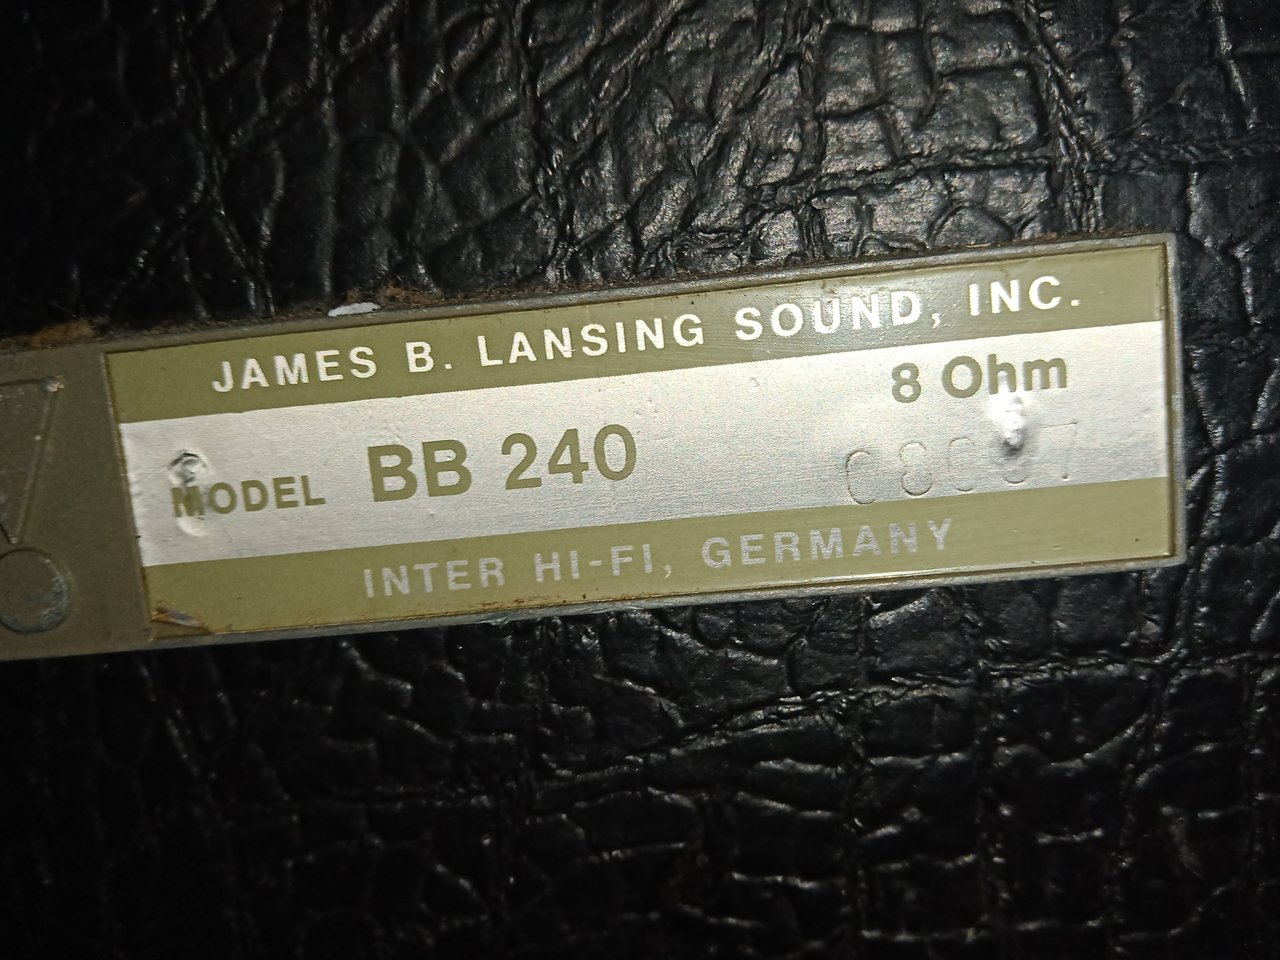 JAMES B. LANSING SOUND, INC.
8 Ohm
MODEL BB 240
INTER HI-FI, GERMANY